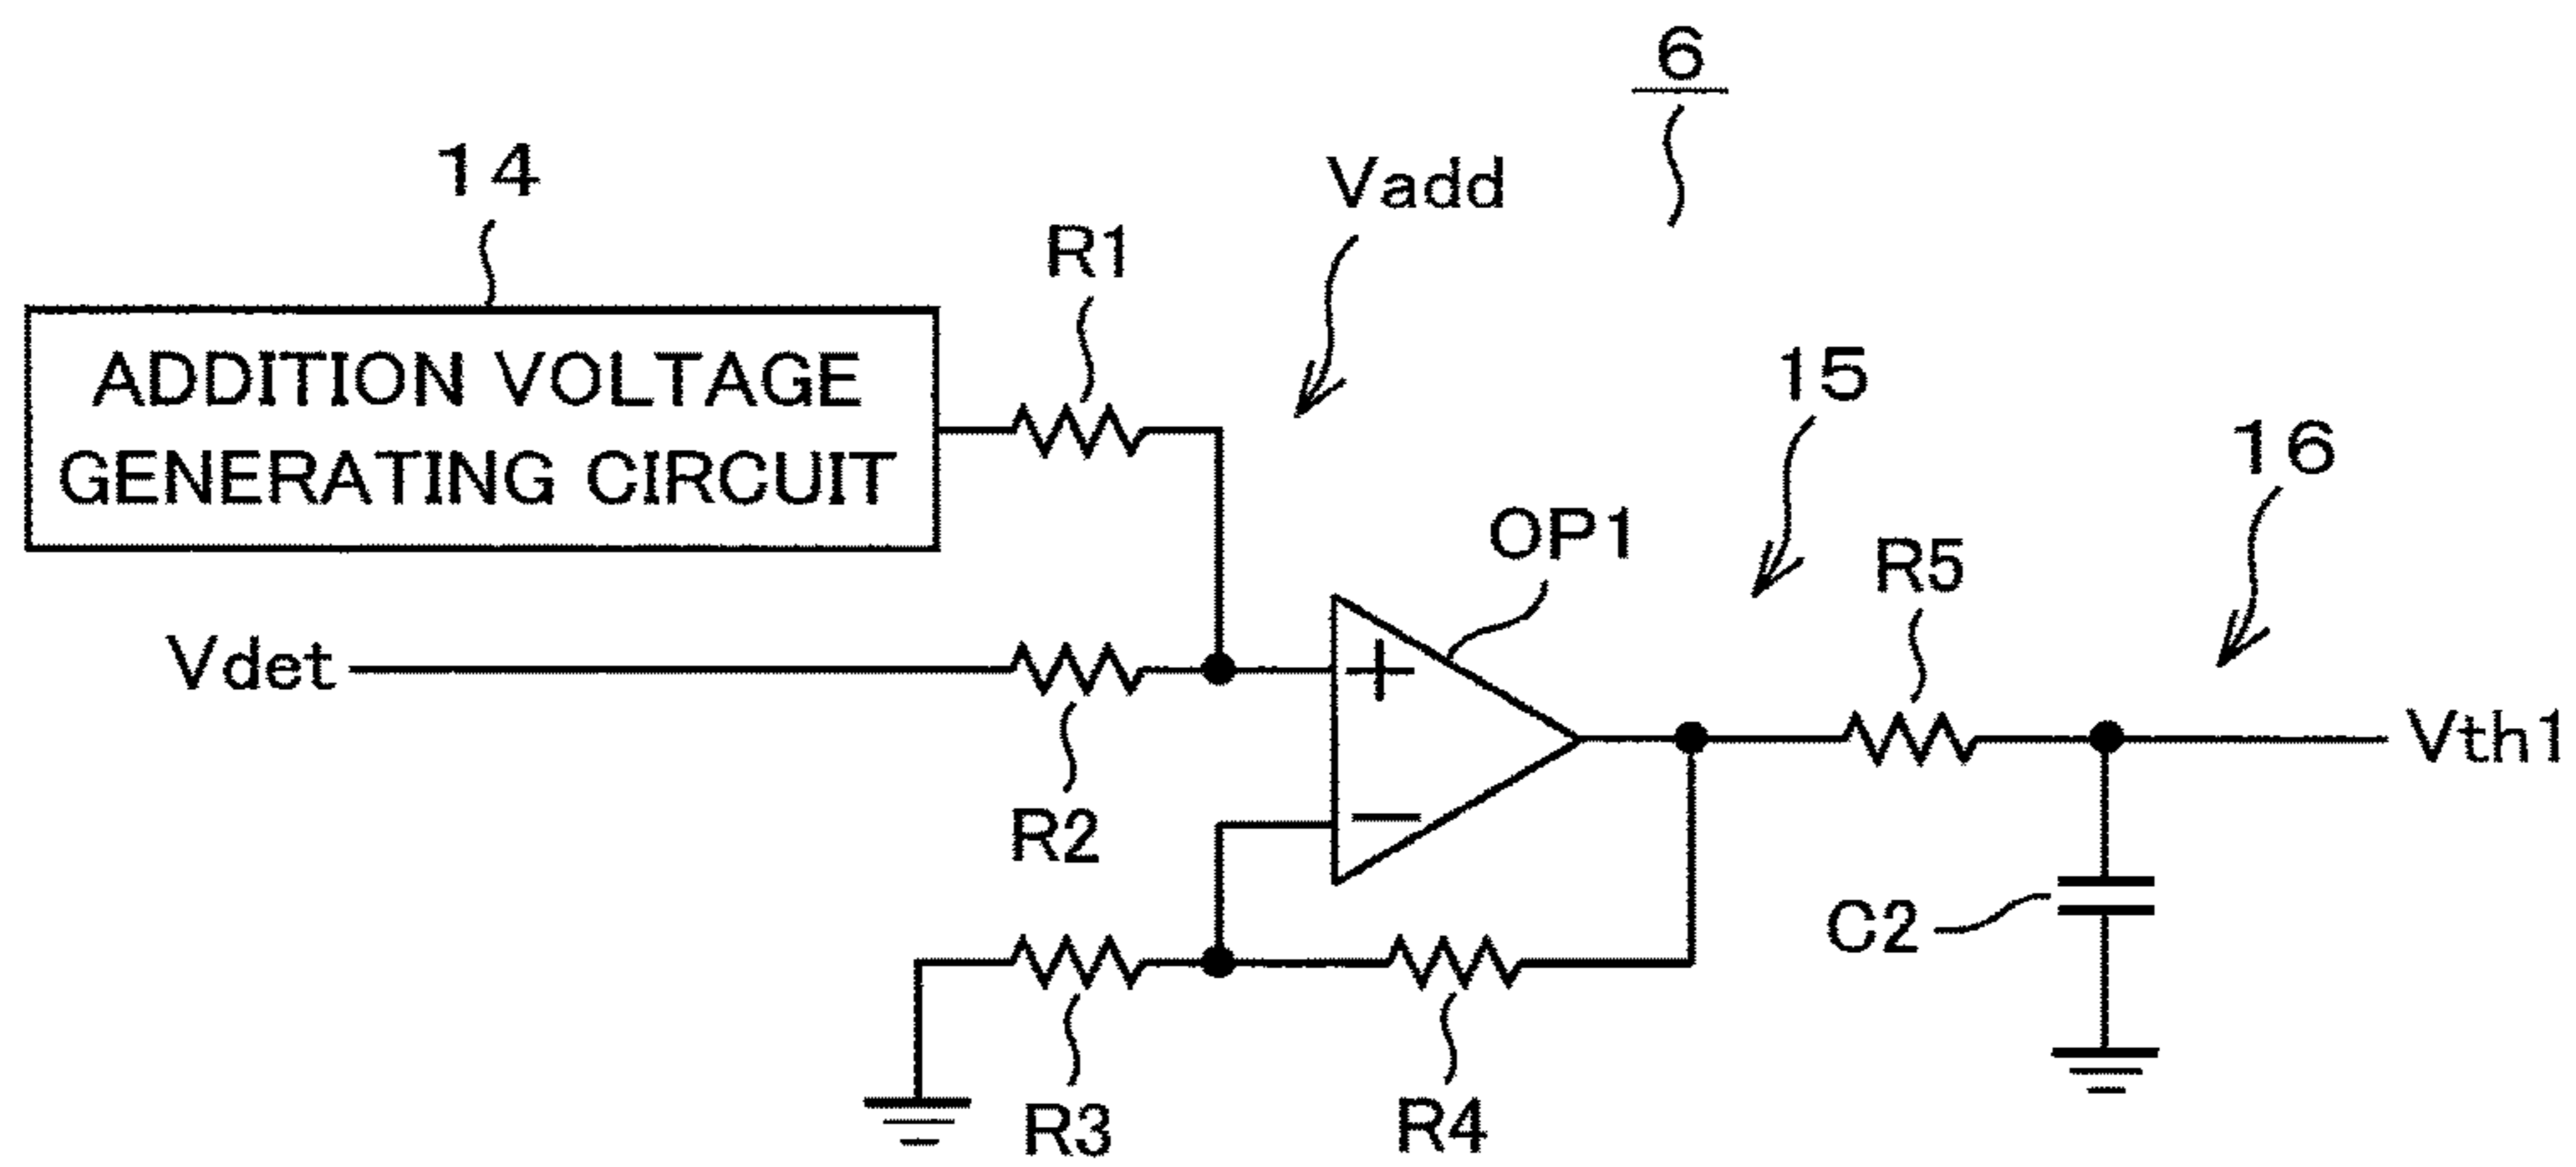 6
14
Vadd
R1
ADDITION VOLTAGE
GENERATING CIRCUIT
15
16
OP1
R5
Vdet
+
Vth1
R2
−
C2
R3
R4